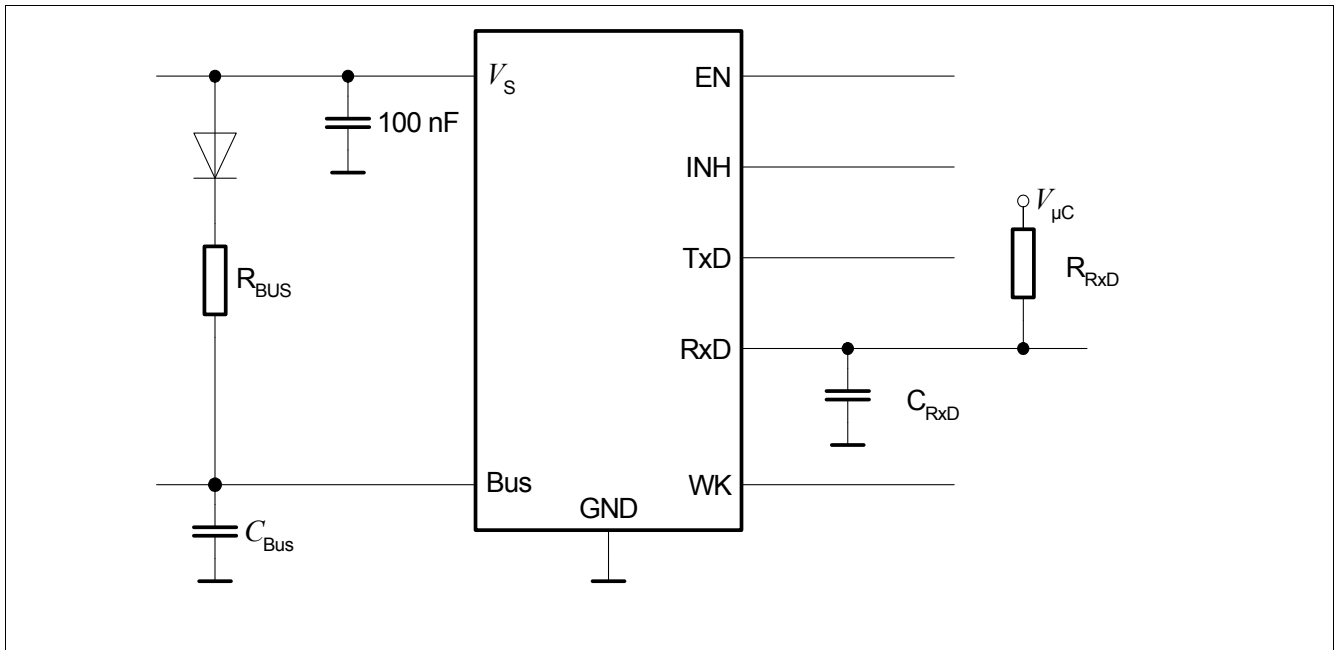 V_S
EN
100 nF
INH
V_µC
TxD
R_BUS
R_RxD
RxD
C_RxD
Bus
WK
GND
C_Bus